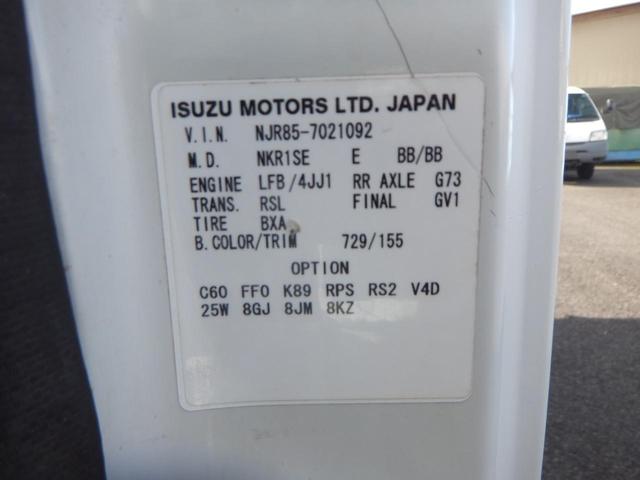 ISUZU MOTORS LTD. JAPAN
V.I.N. NJR85-7021092
M.D. NKR1SE E BB/BB
ENGINE LFB/4JJ1 RR AXLE G73
TRANS. RSL FINAL GV1
TIRE BXA
B.COLOR/TRIM 729/155
OPTION
C60 FF0 K89 RPS RS2 V4D
25W 8GJ 8JM 8KZ